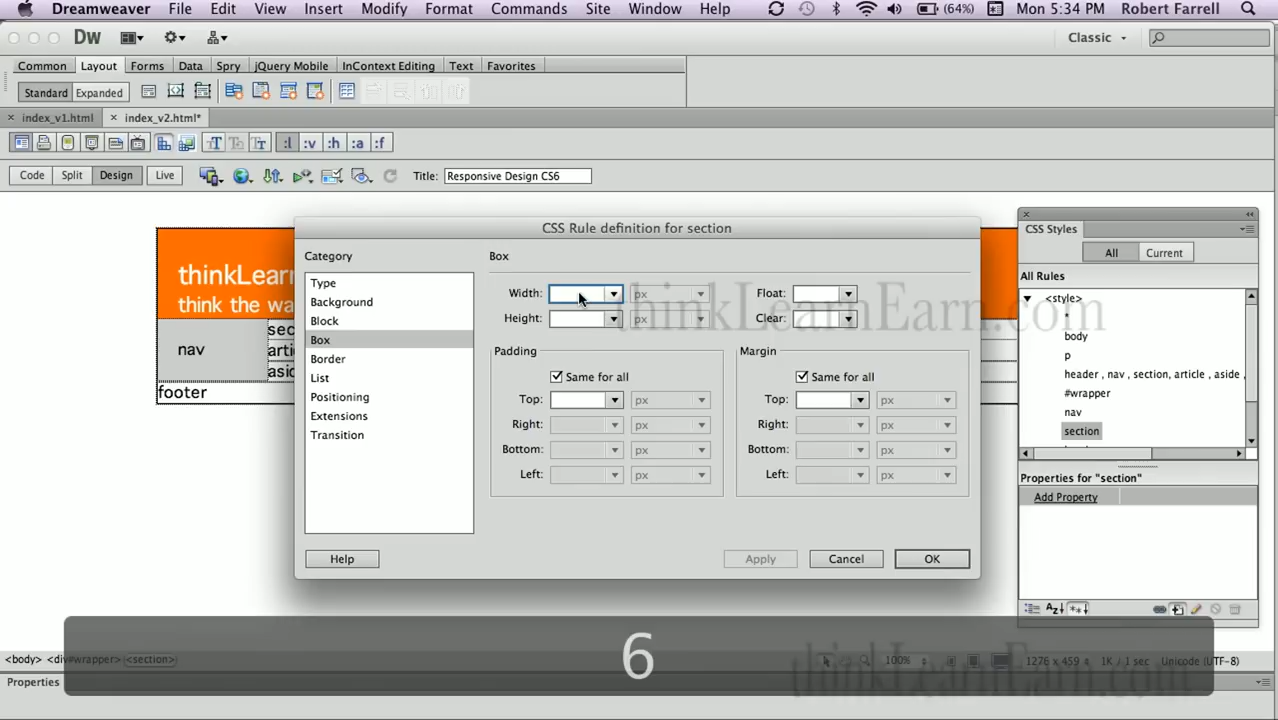 Dreamweaver File Edit View Insert Modify Format Commands Site Window Help (64%) Mon 5:34 PM Robert Farrell
Dw Classic
Common Layout Forms Data Spry jQuery Mobile InContext Editing Text Favorites
Standard Expanded
index_v1.html index_v2.html*
:l :v :h :a :f
Code Split Design Live Title: Responsive Design CS6
CSS Rule definition for section
Category
Type
Background
Block
Box
Border
List
Positioning
Extensions
Transition
Box
Width: px Float:
Height: px Clear:
Padding
Same for all
Top: px
Right: px
Bottom: px
Left: px
Margin
Same for all
Top: px
Right: px
Bottom: px
Left: px
Help Apply Cancel OK
thinkLearnEarn.com
thinkLearn
think the wa
nav
sec
artic
asid
footer
CSS Styles
All Current
All Rules
<style>
*
body
p
header , nav , section, article , aside ,
#wrapper
nav
section
Properties for "section"
Add Property
6
<body> <div#wrapper> <section> 100% 1276 x 459 1K / 1 sec Unicode (UTF-8)
thinkLearnEarn.com
Properties